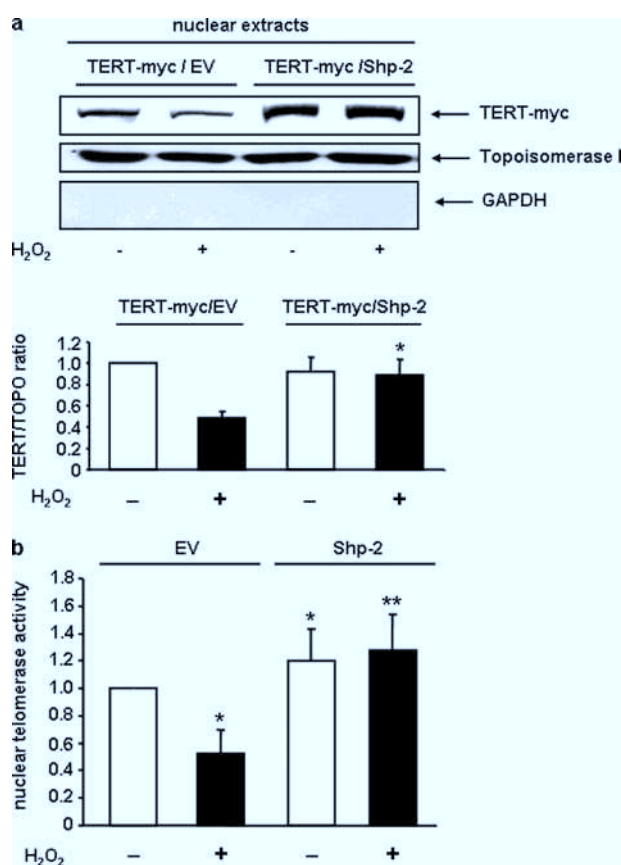 a
nuclear extracts
TERT-myc / EV TERT-myc /Shp-2
TERT-myc
Topoisomerase I
GAPDH
H₂O₂ - + - +
TERT-myc/EV TERT-myc/Shp-2
TERT/TOPO ratio
1.2
1.0
0.8
0.6
0.4
0.2
0
*
H₂O₂ – + – +
b
EV Shp-2
nuclear telomerase activity
1.8
1.6
1.4
1.2
1.0
0.8
0.6
0.4
0.2
0
* * **
H₂O₂ – + – +